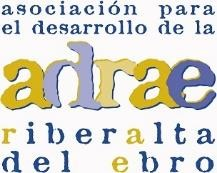 asociación para
el desarrollo de la
adrae
riberalta
del ebro